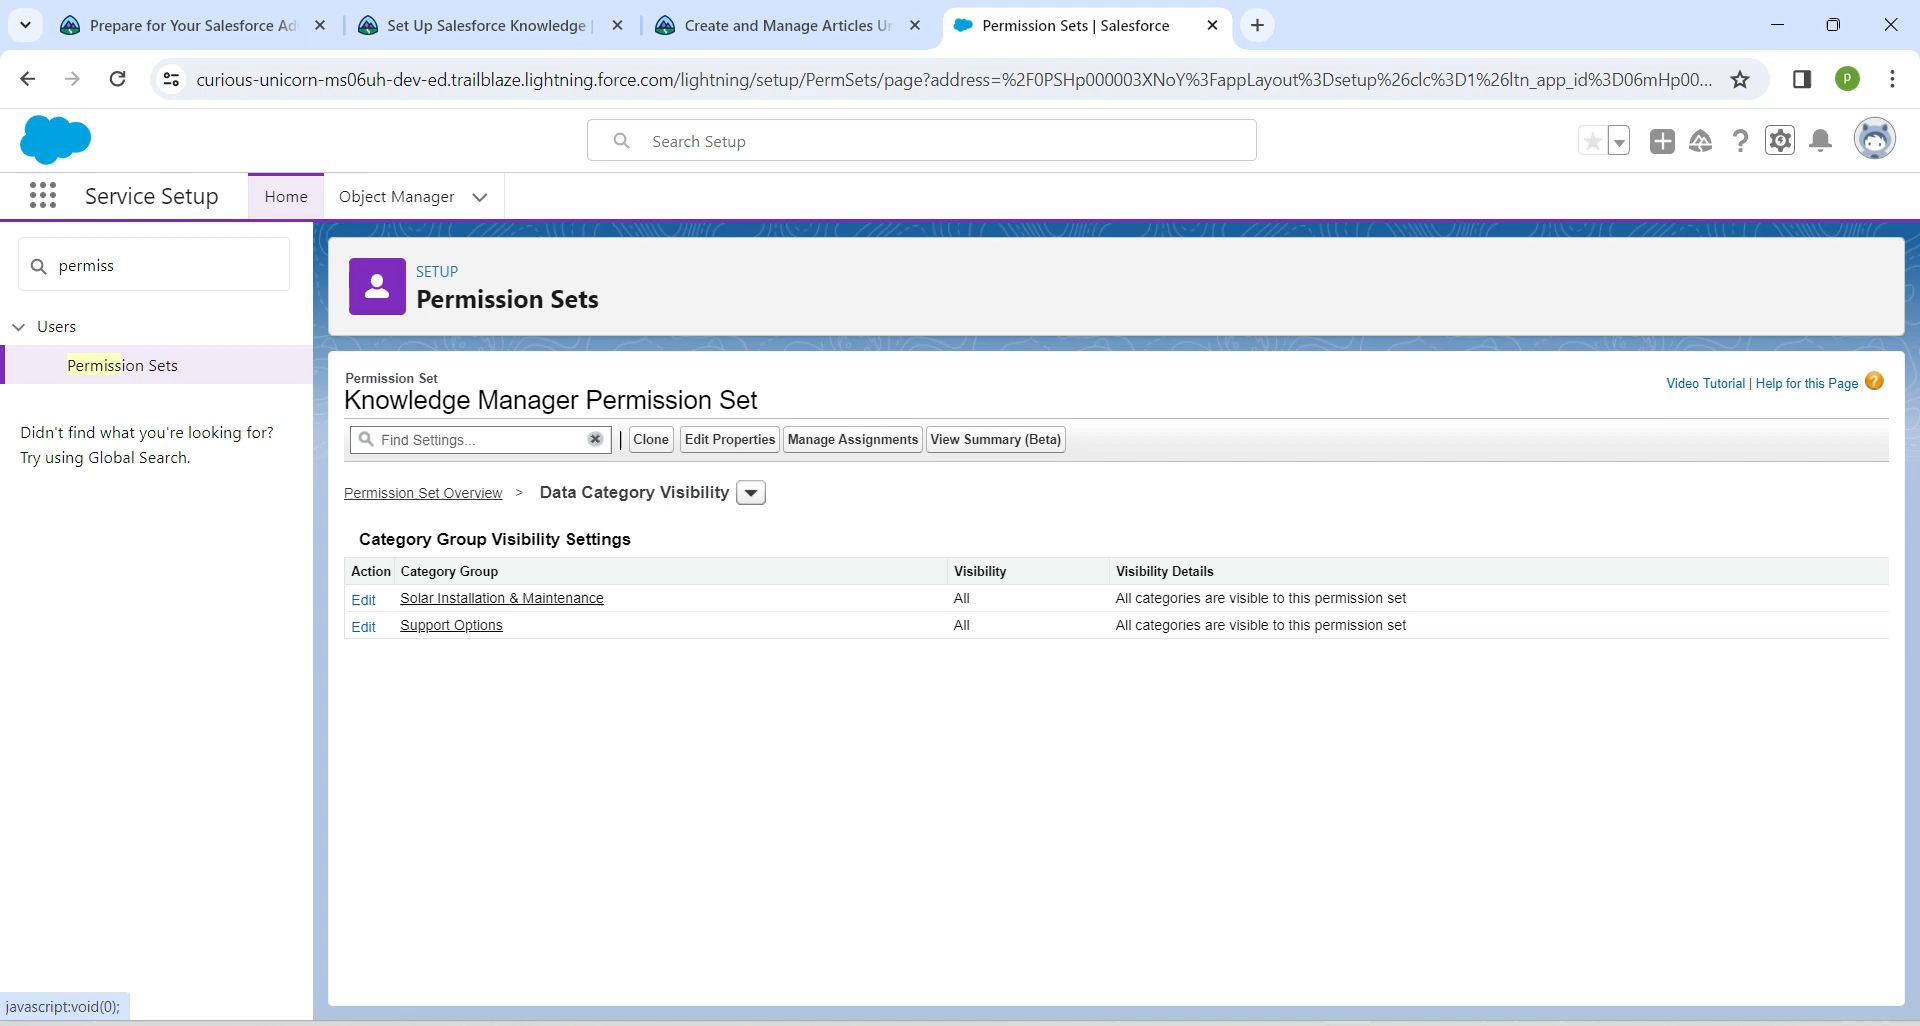 Prepare for Your Salesforce Ad
Set Up Salesforce Knowledge |
Create and Manage Articles Un
Permission Sets | Salesforce
curious-unicorn-ms06uh-dev-ed.trailblaze.lightning.force.com/lightning/setup/PermSets/page?address=%2F0PSHp000003XNoY%3FappLayout%3Dsetup%26clc%3D1%26ltn_app_id%3D06mHp00...
P
Search Setup
Service Setup
Home
Object Manager
permiss
Users
Permission Sets
Didn't find what you're looking for?
Try using Global Search.
SETUP
Permission Sets
Permission Set
Knowledge Manager Permission Set
Video Tutorial | Help for this Page ?
Find Settings...
| Clone Edit Properties Manage Assignments View Summary (Beta)
Permission Set Overview > Data Category Visibility
Category Group Visibility Settings
Action Category Group Visibility Visibility Details
Edit Solar Installation & Maintenance All All categories are visible to this permission set
Edit Support Options All All categories are visible to this permission set
javascript:void(0);